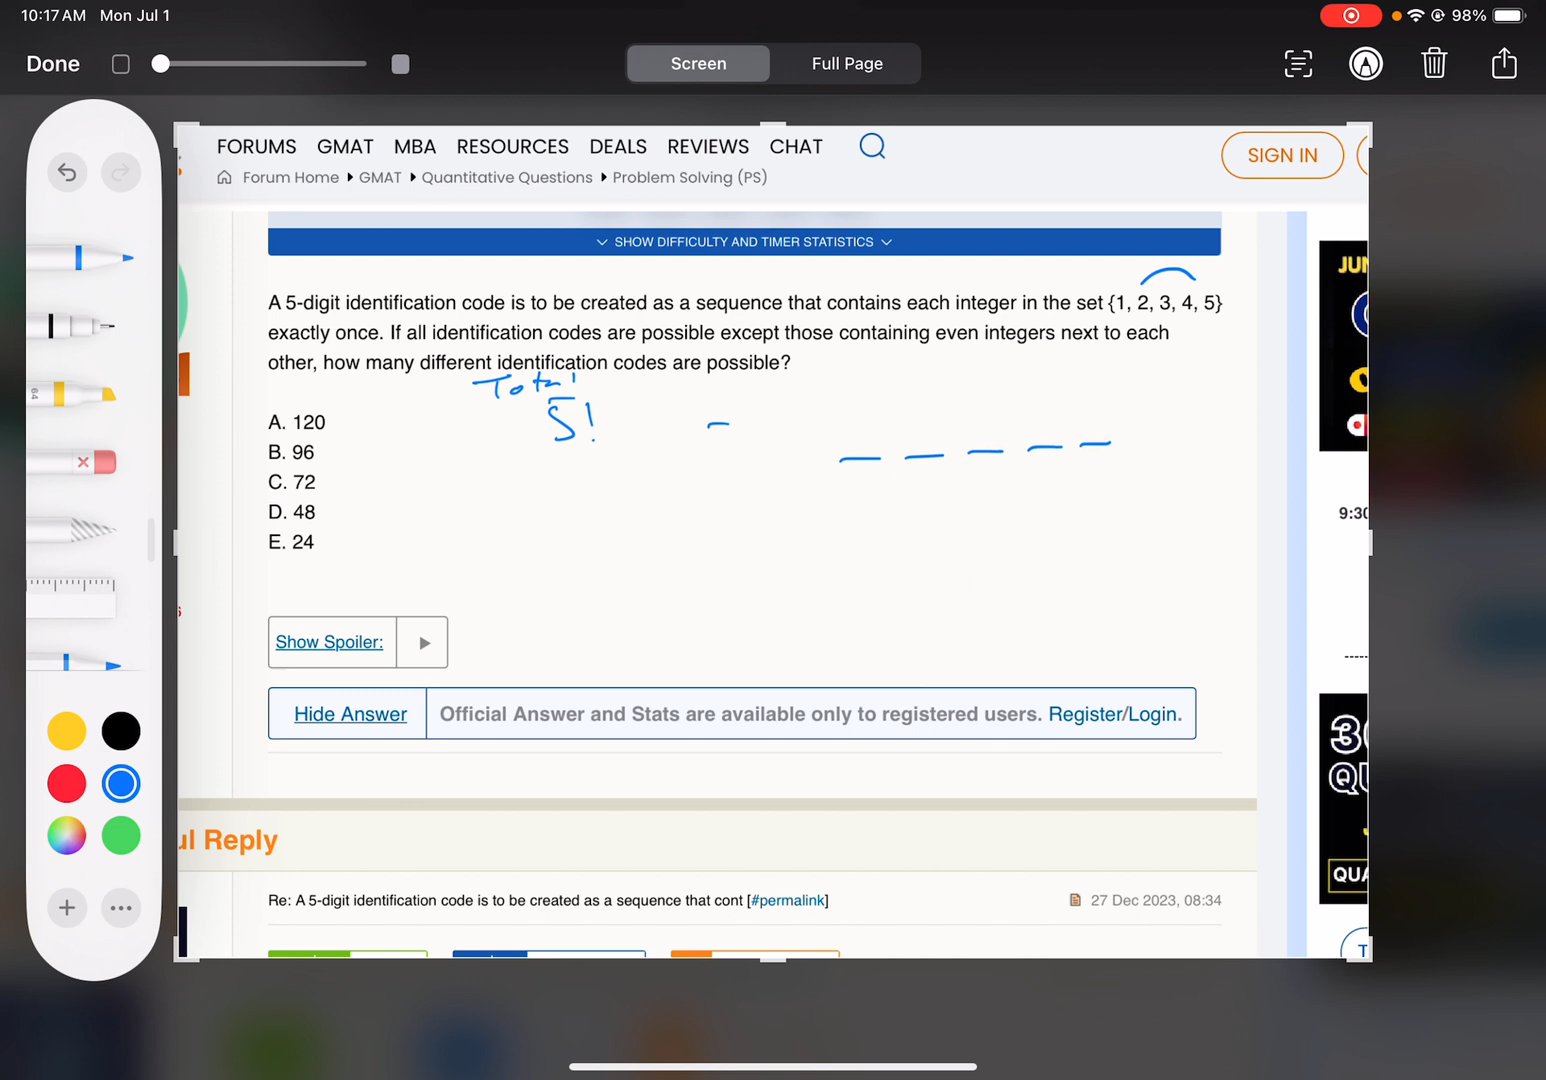 10:17 AM Mon Jul 1
98%
Done
Screen
Full Page
FORUMS GMAT MBA RESOURCES DEALS REVIEWS CHAT
SIGN IN
Forum Home GMAT Quantitative Questions Problem Solving (PS)
SHOW DIFFICULTY AND TIMER STATISTICS
JUN
A 5-digit identification code is to be created as a sequence that contains each integer in the set {1, 2, 3, 4, 5}
exactly once. If all identification codes are possible except those containing even integers next to each
other, how many different identification codes are possible?
Total
5! –
A. 120
B. 96
C. 72
D. 48
E. 24
9:30
64
Show Spoiler:
Hide Answer
Official Answer and Stats are available only to registered users. Register/Login.
30
QU
QUA
ul Reply
Re: A 5-digit identification code is to be created as a sequence that cont [#permalink]
27 Dec 2023, 08:34
T